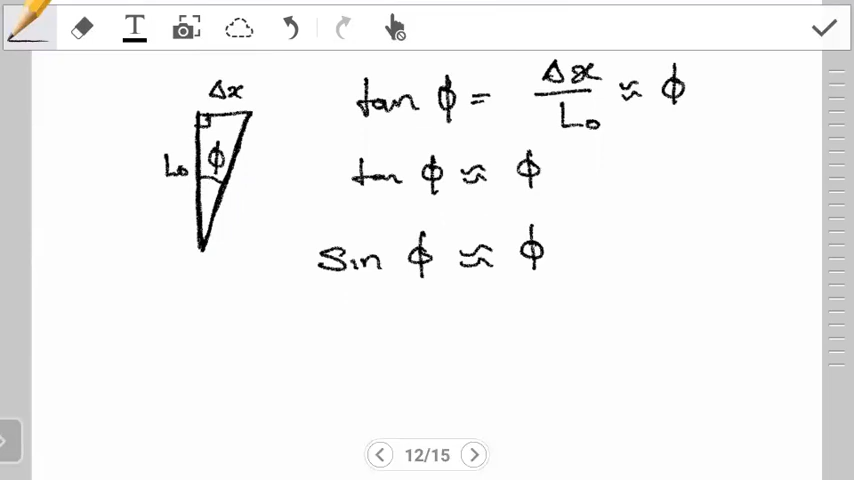 T
Δx
L₀
ϕ
tan ϕ = Δx/L₀ ≈ ϕ
tan ϕ ≈ ϕ
sin ϕ ≈ ϕ
12/15